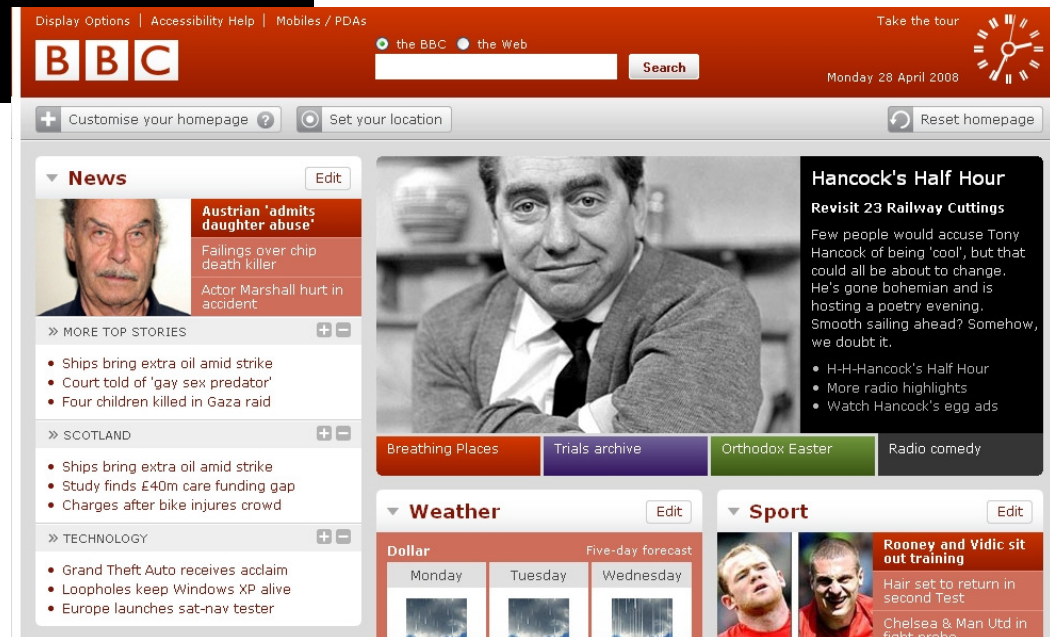 Display Options | Accessibility Help | Mobiles / PDAs
Take the tour
BBC
the BBC the Web
Search
Monday 28 April 2008
Customise your homepage ?
Set your location
Reset homepage
News
Edit
Austrian 'admits
daughter abuse'
Failings over chip
death killer
Actor Marshall hurt in
accident
» MORE TOP STORIES
• Ships bring extra oil amid strike
• Court told of 'gay sex predator'
• Four children killed in Gaza raid
» SCOTLAND
• Ships bring extra oil amid strike
• Study finds £40m care funding gap
• Charges after bike injures crowd
» TECHNOLOGY
• Grand Theft Auto receives acclaim
• Loopholes keep Windows XP alive
• Europe launches sat-nav tester
Hancock's Half Hour
Revisit 23 Railway Cuttings
Few people would accuse Tony
Hancock of being 'cool', but that
could all be about to change.
He's gone bohemian and is
hosting a poetry evening.
Smooth sailing ahead? Somehow,
we doubt it.
• H-H-Hancock's Half Hour
• More radio highlights
• Watch Hancock's egg ads
Breathing Places
Trials archive
Orthodox Easter
Radio comedy
Weather
Edit
Dollar
Five-day forecast
Monday
Tuesday
Wednesday
Sport
Edit
Rooney and Vidic sit
out training
Hair set to return in
second Test
Chelsea & Man Utd in
fight probe